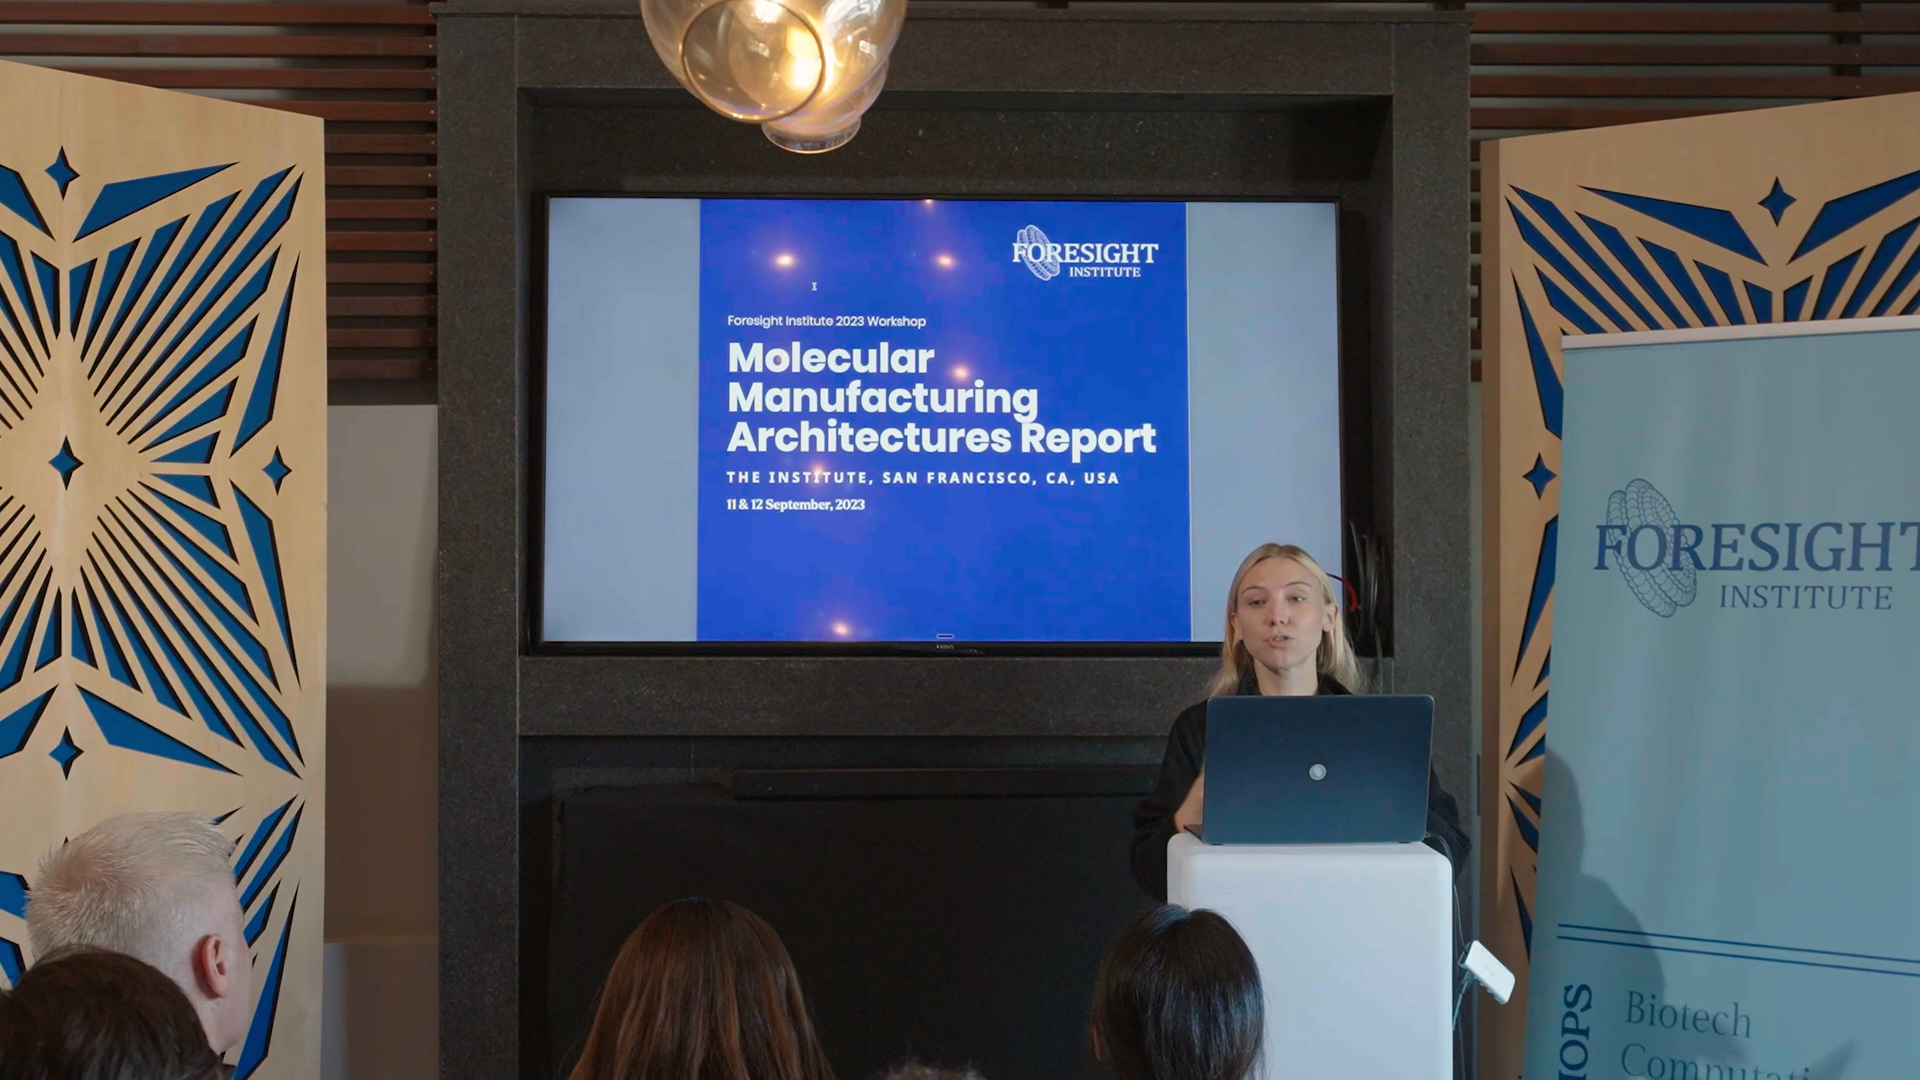 FORESIGHT
INSTITUTE
Foresight Institute 2023 Workshop
Molecular
Manufacturing
Architectures Report
THE INSTITUTE, SAN FRANCISCO, CA, USA
11 & 12 September, 2023
FORESIGHT
INSTITUTE
Biotech